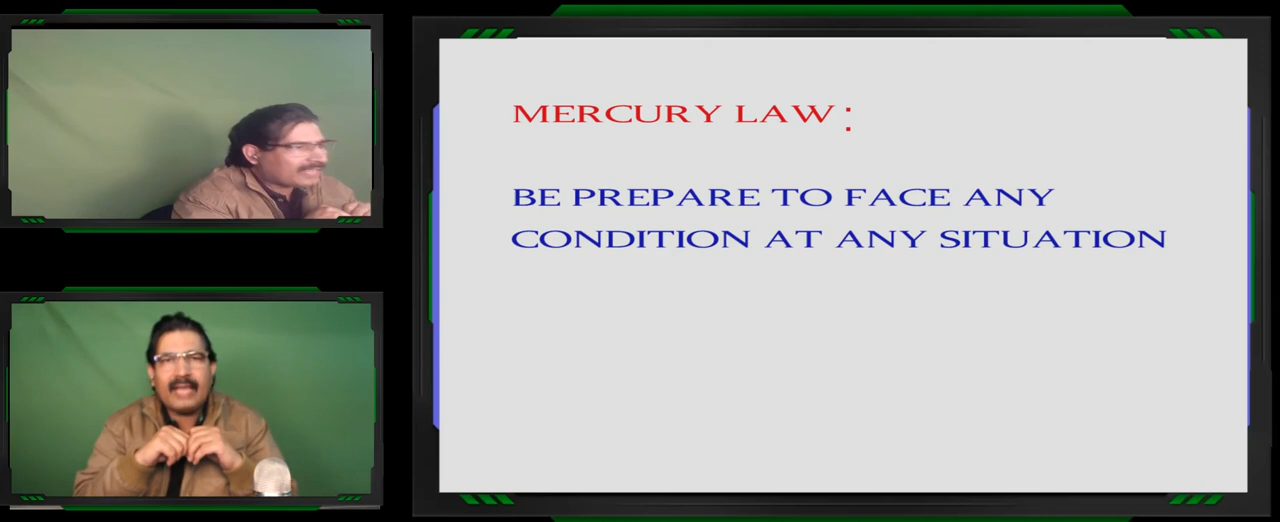 MERCURY LAW :
BE PREPARE TO FACE ANY
CONDITION AT ANY SITUATION